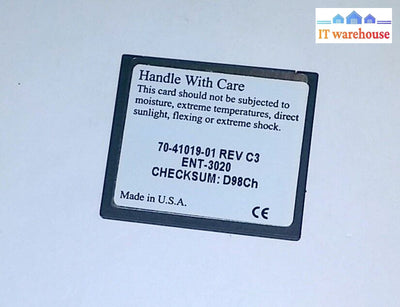 IT warehouse
Handle With Care
This card should not be subjected to
moisture, extreme temperatures, direct
sunlight, flexing or extreme shock.
70-41019-01 REV C3
ENT-3020
CHECKSUM: D98Ch
Made in U.S.A.
CE